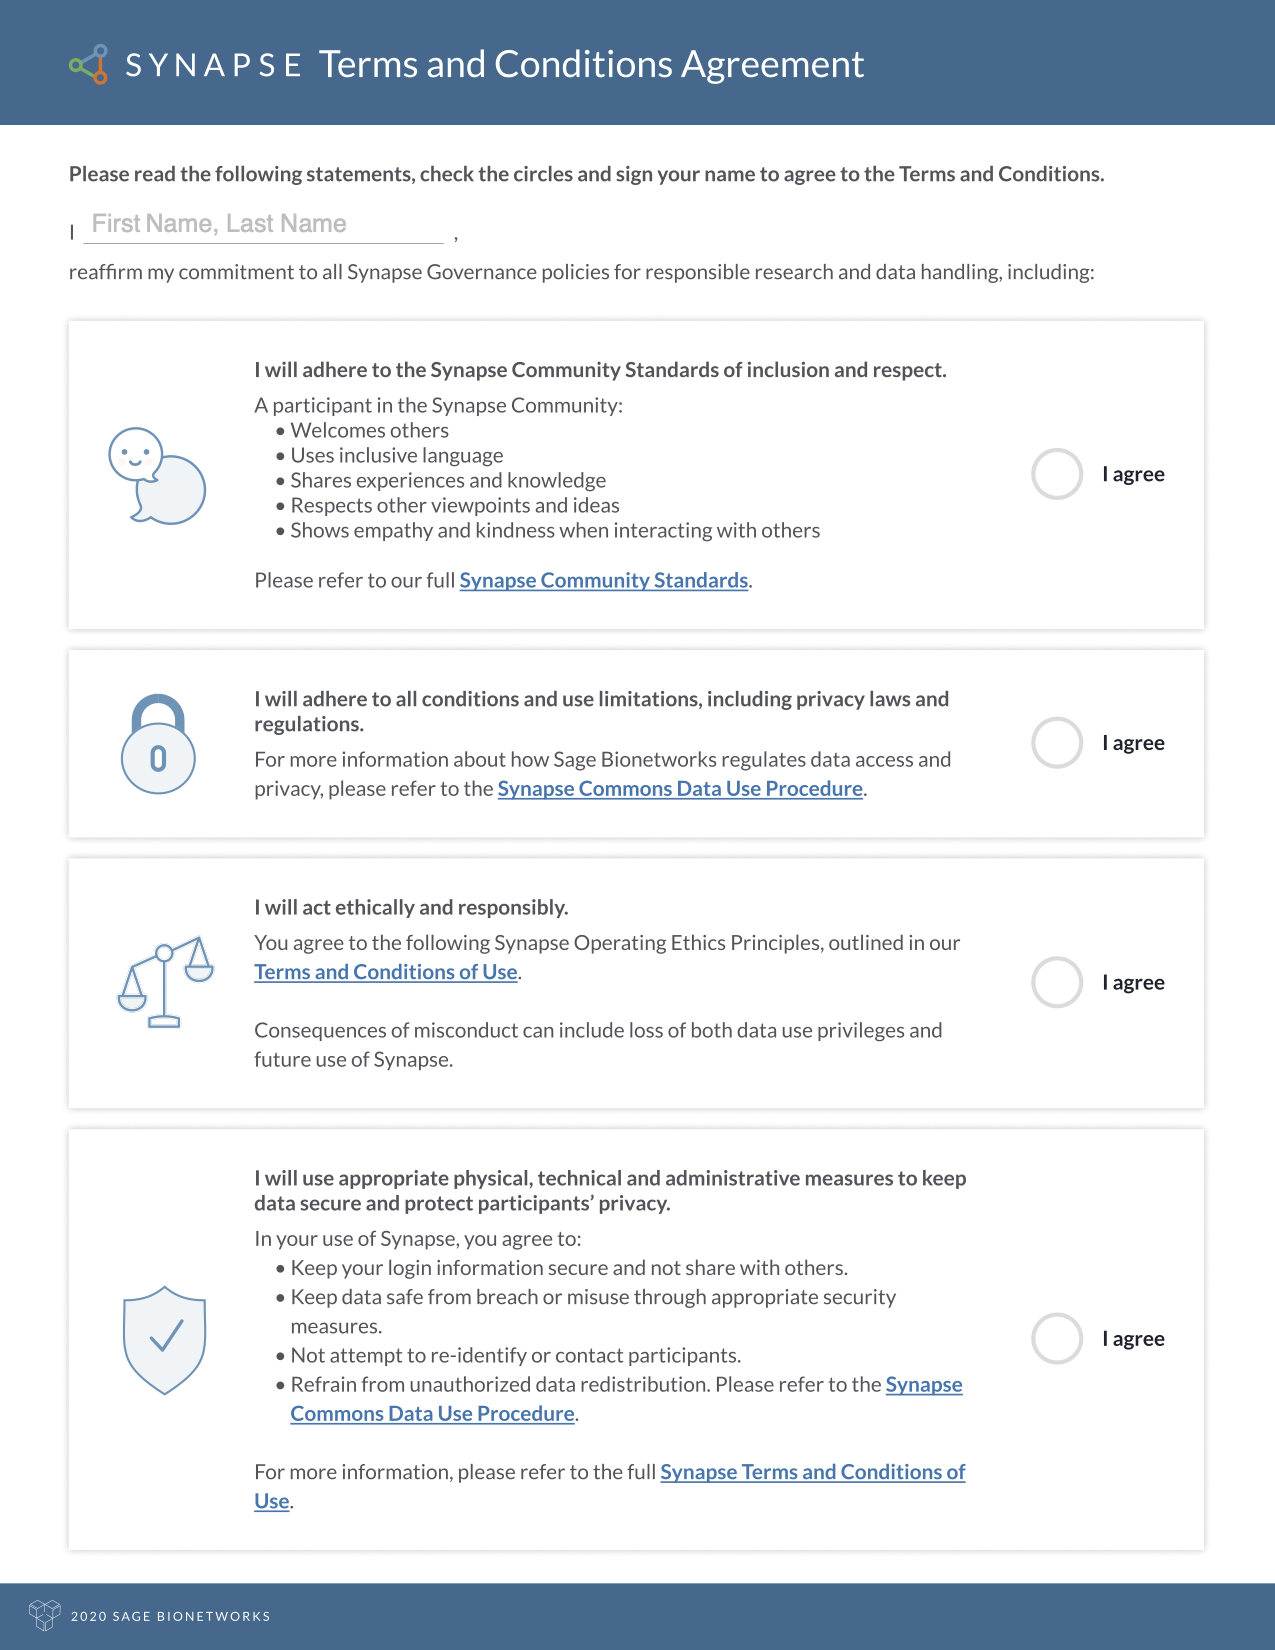 SYNAPSE Terms and Conditions Agreement
Please read the following statements, check the circles and sign your name to agree to the Terms and Conditions.
I First Name, Last Name ,
reaffirm my commitment to all Synapse Governance policies for responsible research and data handling, including:
I will adhere to the Synapse Community Standards of inclusion and respect.
A participant in the Synapse Community:
• Welcomes others
• Uses inclusive language
• Shares experiences and knowledge
• Respects other viewpoints and ideas
• Shows empathy and kindness when interacting with others
Please refer to our full Synapse Community Standards.
I agree
I will adhere to all conditions and use limitations, including privacy laws and
regulations.
For more information about how Sage Bionetworks regulates data access and
privacy, please refer to the Synapse Commons Data Use Procedure.
I agree
I will act ethically and responsibly.
You agree to the following Synapse Operating Ethics Principles, outlined in our
Terms and Conditions of Use.
Consequences of misconduct can include loss of both data use privileges and
future use of Synapse.
I agree
I will use appropriate physical, technical and administrative measures to keep
data secure and protect participants’ privacy.
In your use of Synapse, you agree to:
• Keep your login information secure and not share with others.
• Keep data safe from breach or misuse through appropriate security
measures.
• Not attempt to re-identify or contact participants.
• Refrain from unauthorized data redistribution. Please refer to the Synapse
Commons Data Use Procedure.
For more information, please refer to the full Synapse Terms and Conditions of
Use.
I agree
2020 SAGE BIONETWORKS